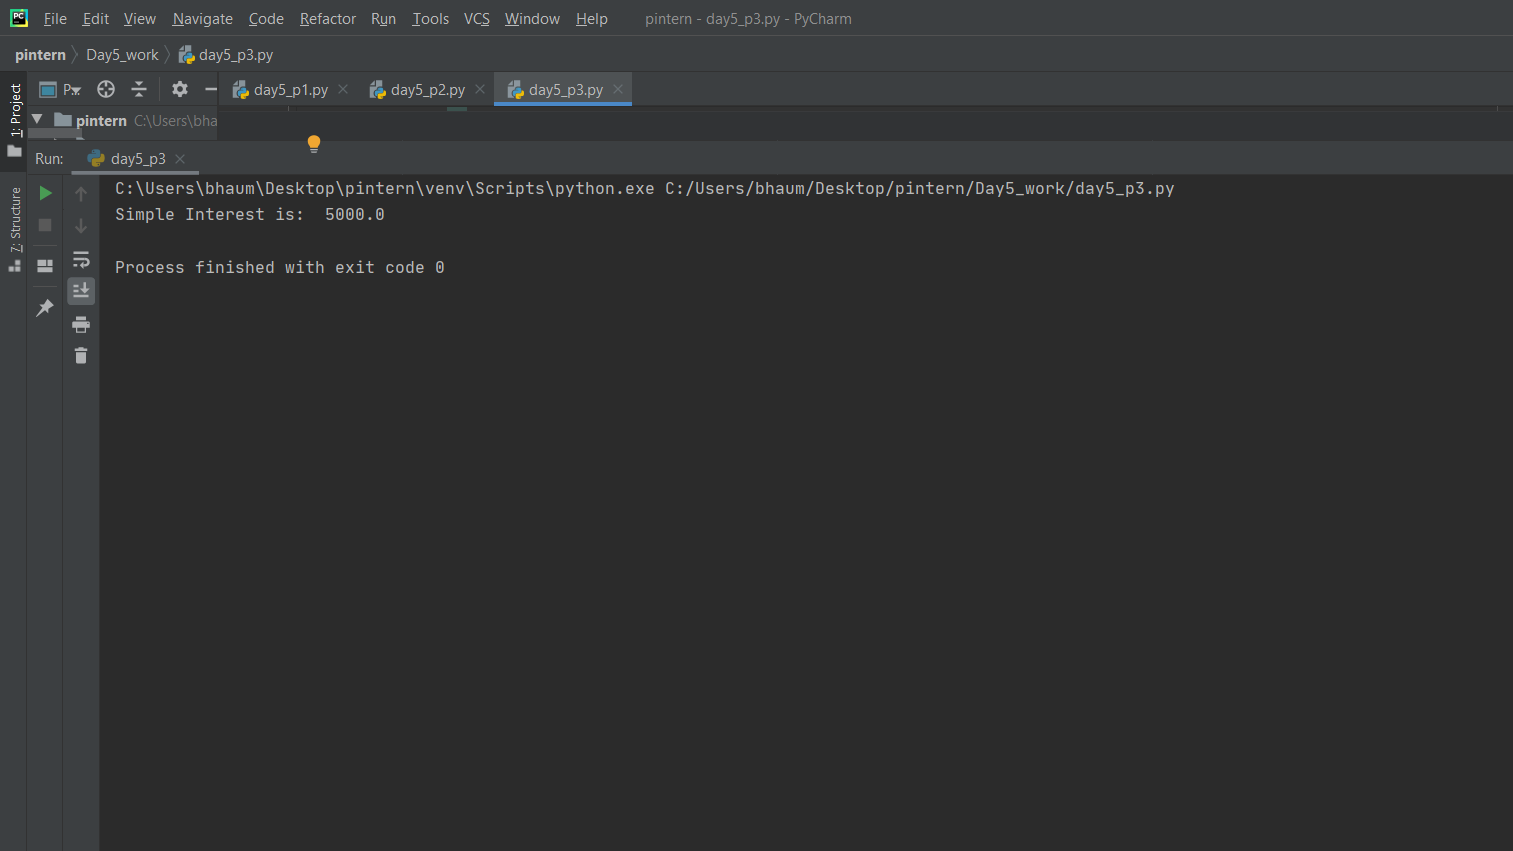 PC File Edit View Navigate Code Refactor Run Tools VCS Window Help pintern - day5_p3.py - PyCharm
pintern Day5_work day5_p3.py
1: Project P.. day5_p1.py day5_p2.py day5_p3.py
pintern C:\Users\bha
Run: day5_p3
7: Structure
C:\Users\bhaum\Desktop\pintern\venv\Scripts\python.exe C:/Users/bhaum/Desktop/pintern/Day5_work/day5_p3.py
Simple Interest is:  5000.0
Process finished with exit code 0